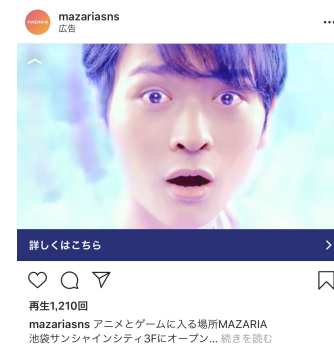 mazariasns
広告
詳しくはこちら
再生1,210回
mazariasns アニメとゲームに入る場所MAZARIA
池袋サンシャインシティ3Fにオープン... 続きを読む